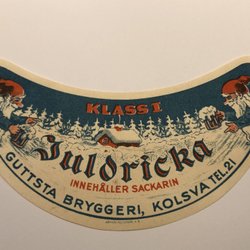 KLASS I
Juldricka
INNEHÅLLER SACKARIN
GUTTSTA BRYGGERI, KOLSVA TEL. 21